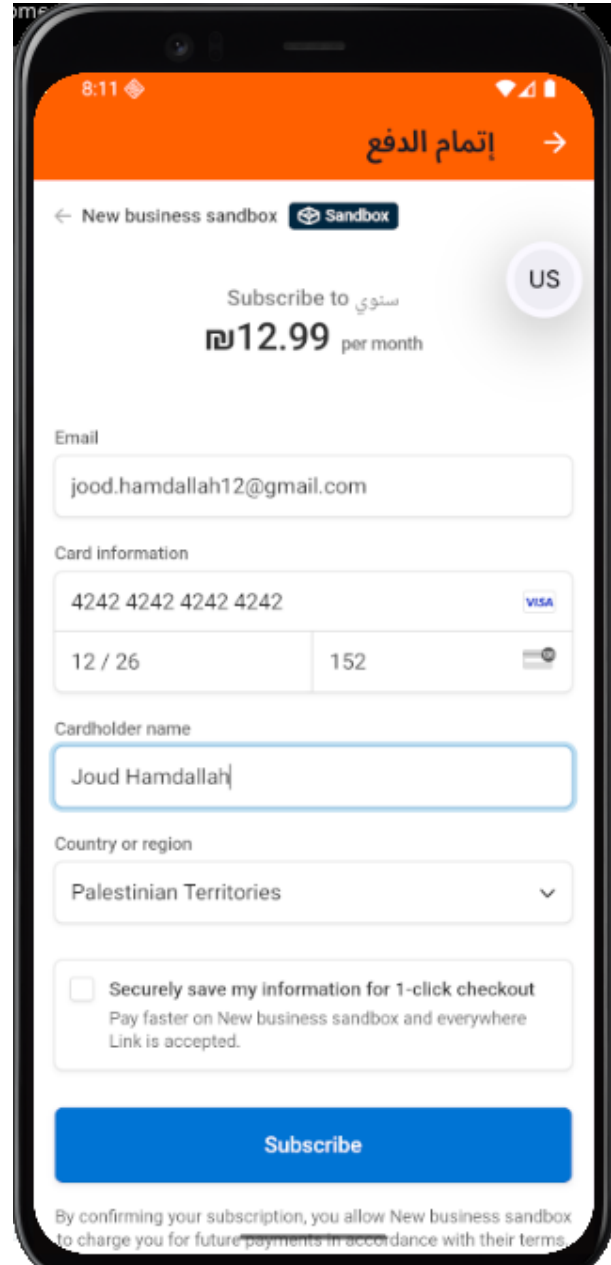 8:11
إتمام الدفع
New business sandbox Sandbox
US
Subscribe to ستوي
₪12.99 per month
Email
jood.hamdallah12@gmail.com
Card information
4242 4242 4242 4242 VISA
12 / 26 152
Cardholder name
Joud Hamdallah
Country or region
Palestinian Territories
Securely save my information for 1-click checkout
Pay faster on New business sandbox and everywhere
Link is accepted.
Subscribe
By confirming your subscription, you allow New business sandbox
to charge you for future payments in accordance with their terms.